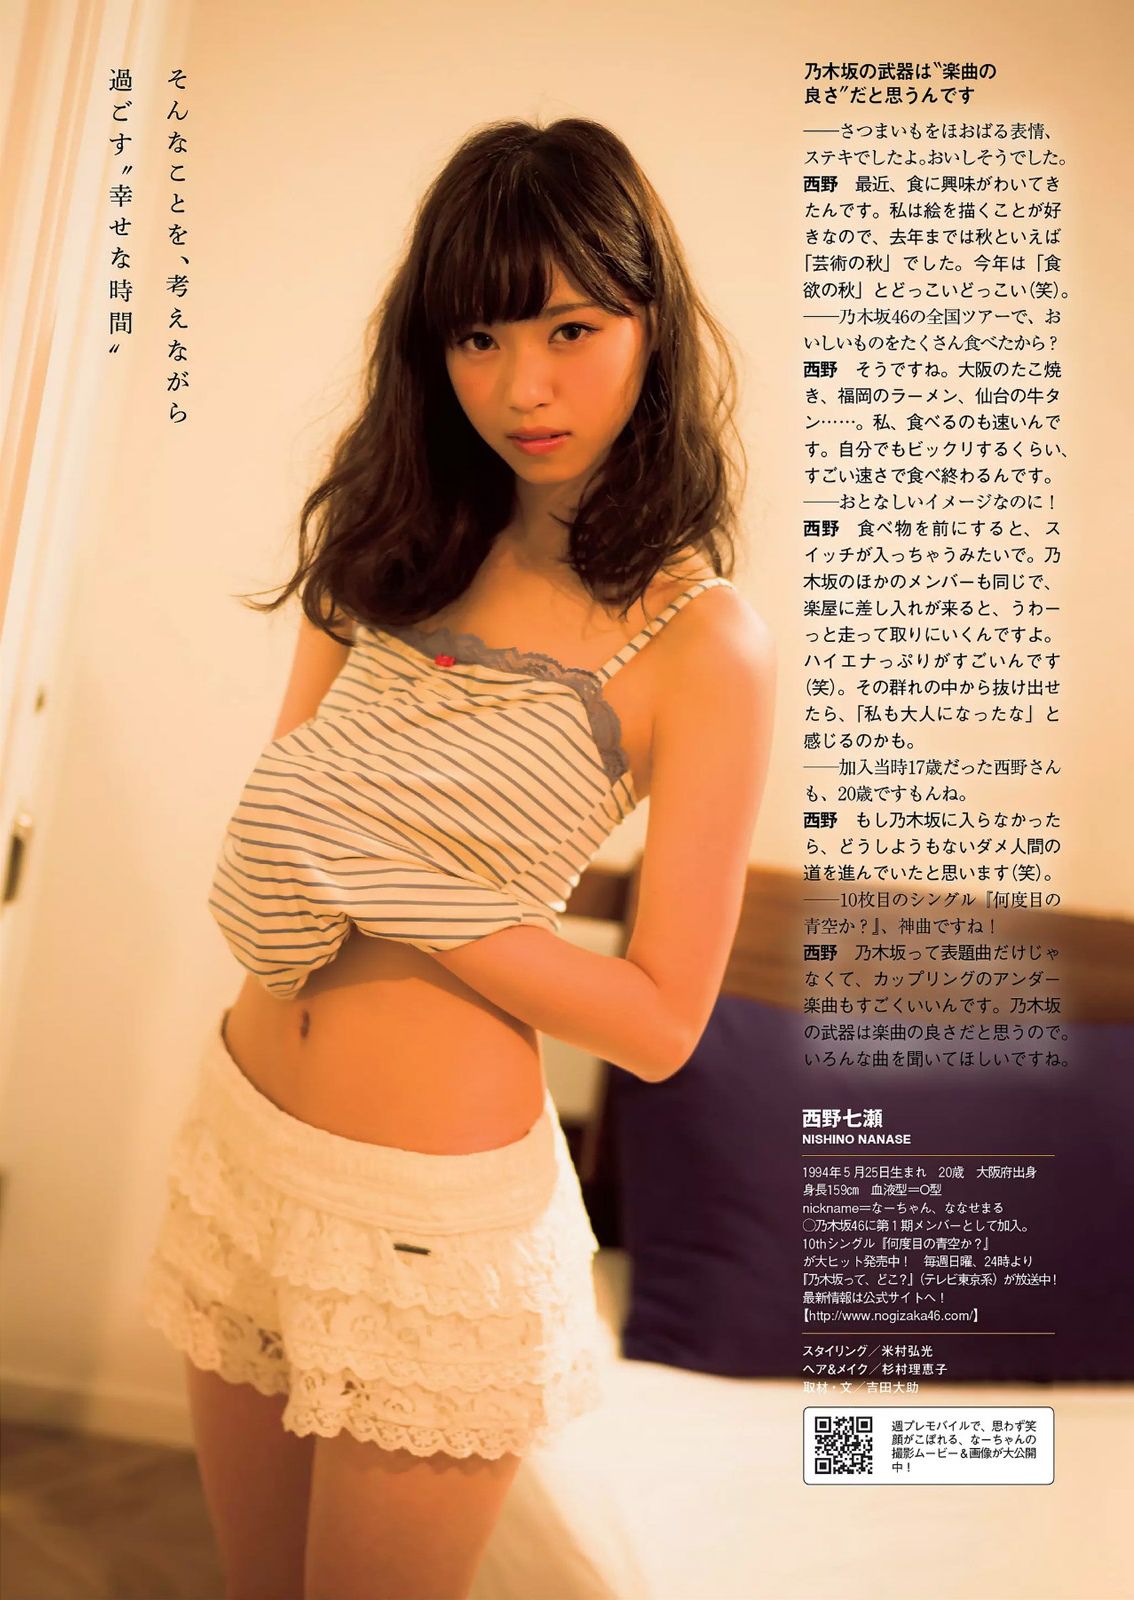 そんなことを、考えながら
過ごす〝幸せな時間〟
乃木坂の武器は〝楽曲の
良さ〟だと思うんです
――さつまいもをほおばる表情、
ステキでしたよ。おいしそうでした。
西野　最近、食に興味がわいてき
たんです。私は絵を描くことが好
きなので、去年までは秋といえば
「芸術の秋」でした。今年は「食
欲の秋」とどっこいどっこい(笑)。
――乃木坂46の全国ツアーで、お
いしいものをたくさん食べたから？
西野　そうですね。大阪のたこ焼
き、福岡のラーメン、仙台の牛タ
ン……。私、食べるのも速いんで
す。自分でもビックリするくらい、
すごい速さで食べ終わるんです。
――おとなしいイメージなのに！
西野　食べ物を前にすると、ス
イッチが入っちゃうみたいで。乃
木坂のほかのメンバーも同じで、
楽屋に差し入れが来ると、うわー
っと走って取りにいくんですよ。
ハイエナっぷりがすごいんです
(笑)。その群れの中から抜け出せ
たら、「私も大人になったな」と
感じるのかも。
――加入当時17歳だった西野さん
も、20歳ですもんね。
西野　もし乃木坂に入らなかった
ら、どうしようもないダメ人間の
道を進んでいたと思います(笑)。
――10枚目のシングル『何度目の
青空か？』、神曲ですね！
西野　乃木坂って表題曲だけじゃ
なくて、カップリングのアンダー
楽曲もすごくいいんです。乃木坂
の武器は楽曲の良さだと思うので。
いろんな曲を聞いてほしいですね。
西野七瀬
NISHINO NANASE
1994年5月25日生まれ　20歳　大阪府出身
身長159㎝　血液型＝O型
nickname＝なーちゃん、ななせまる
○乃木坂46に第1期メンバーとして加入。
10thシングル『何度目の青空か？』
が大ヒット発売中！　毎週日曜、24時より
『乃木坂って、どこ？』(テレビ東京系)が放送中！
最新情報は公式サイトへ！
【http://www.nogizaka46.com/】
スタイリング／米村弘光
ヘア＆メイク／杉村理恵子
取材・文／吉田大助
週プレモバイルで、思わず笑
顔がこぼれる、なーちゃんの
撮影ムービー＆画像が大公開
中！